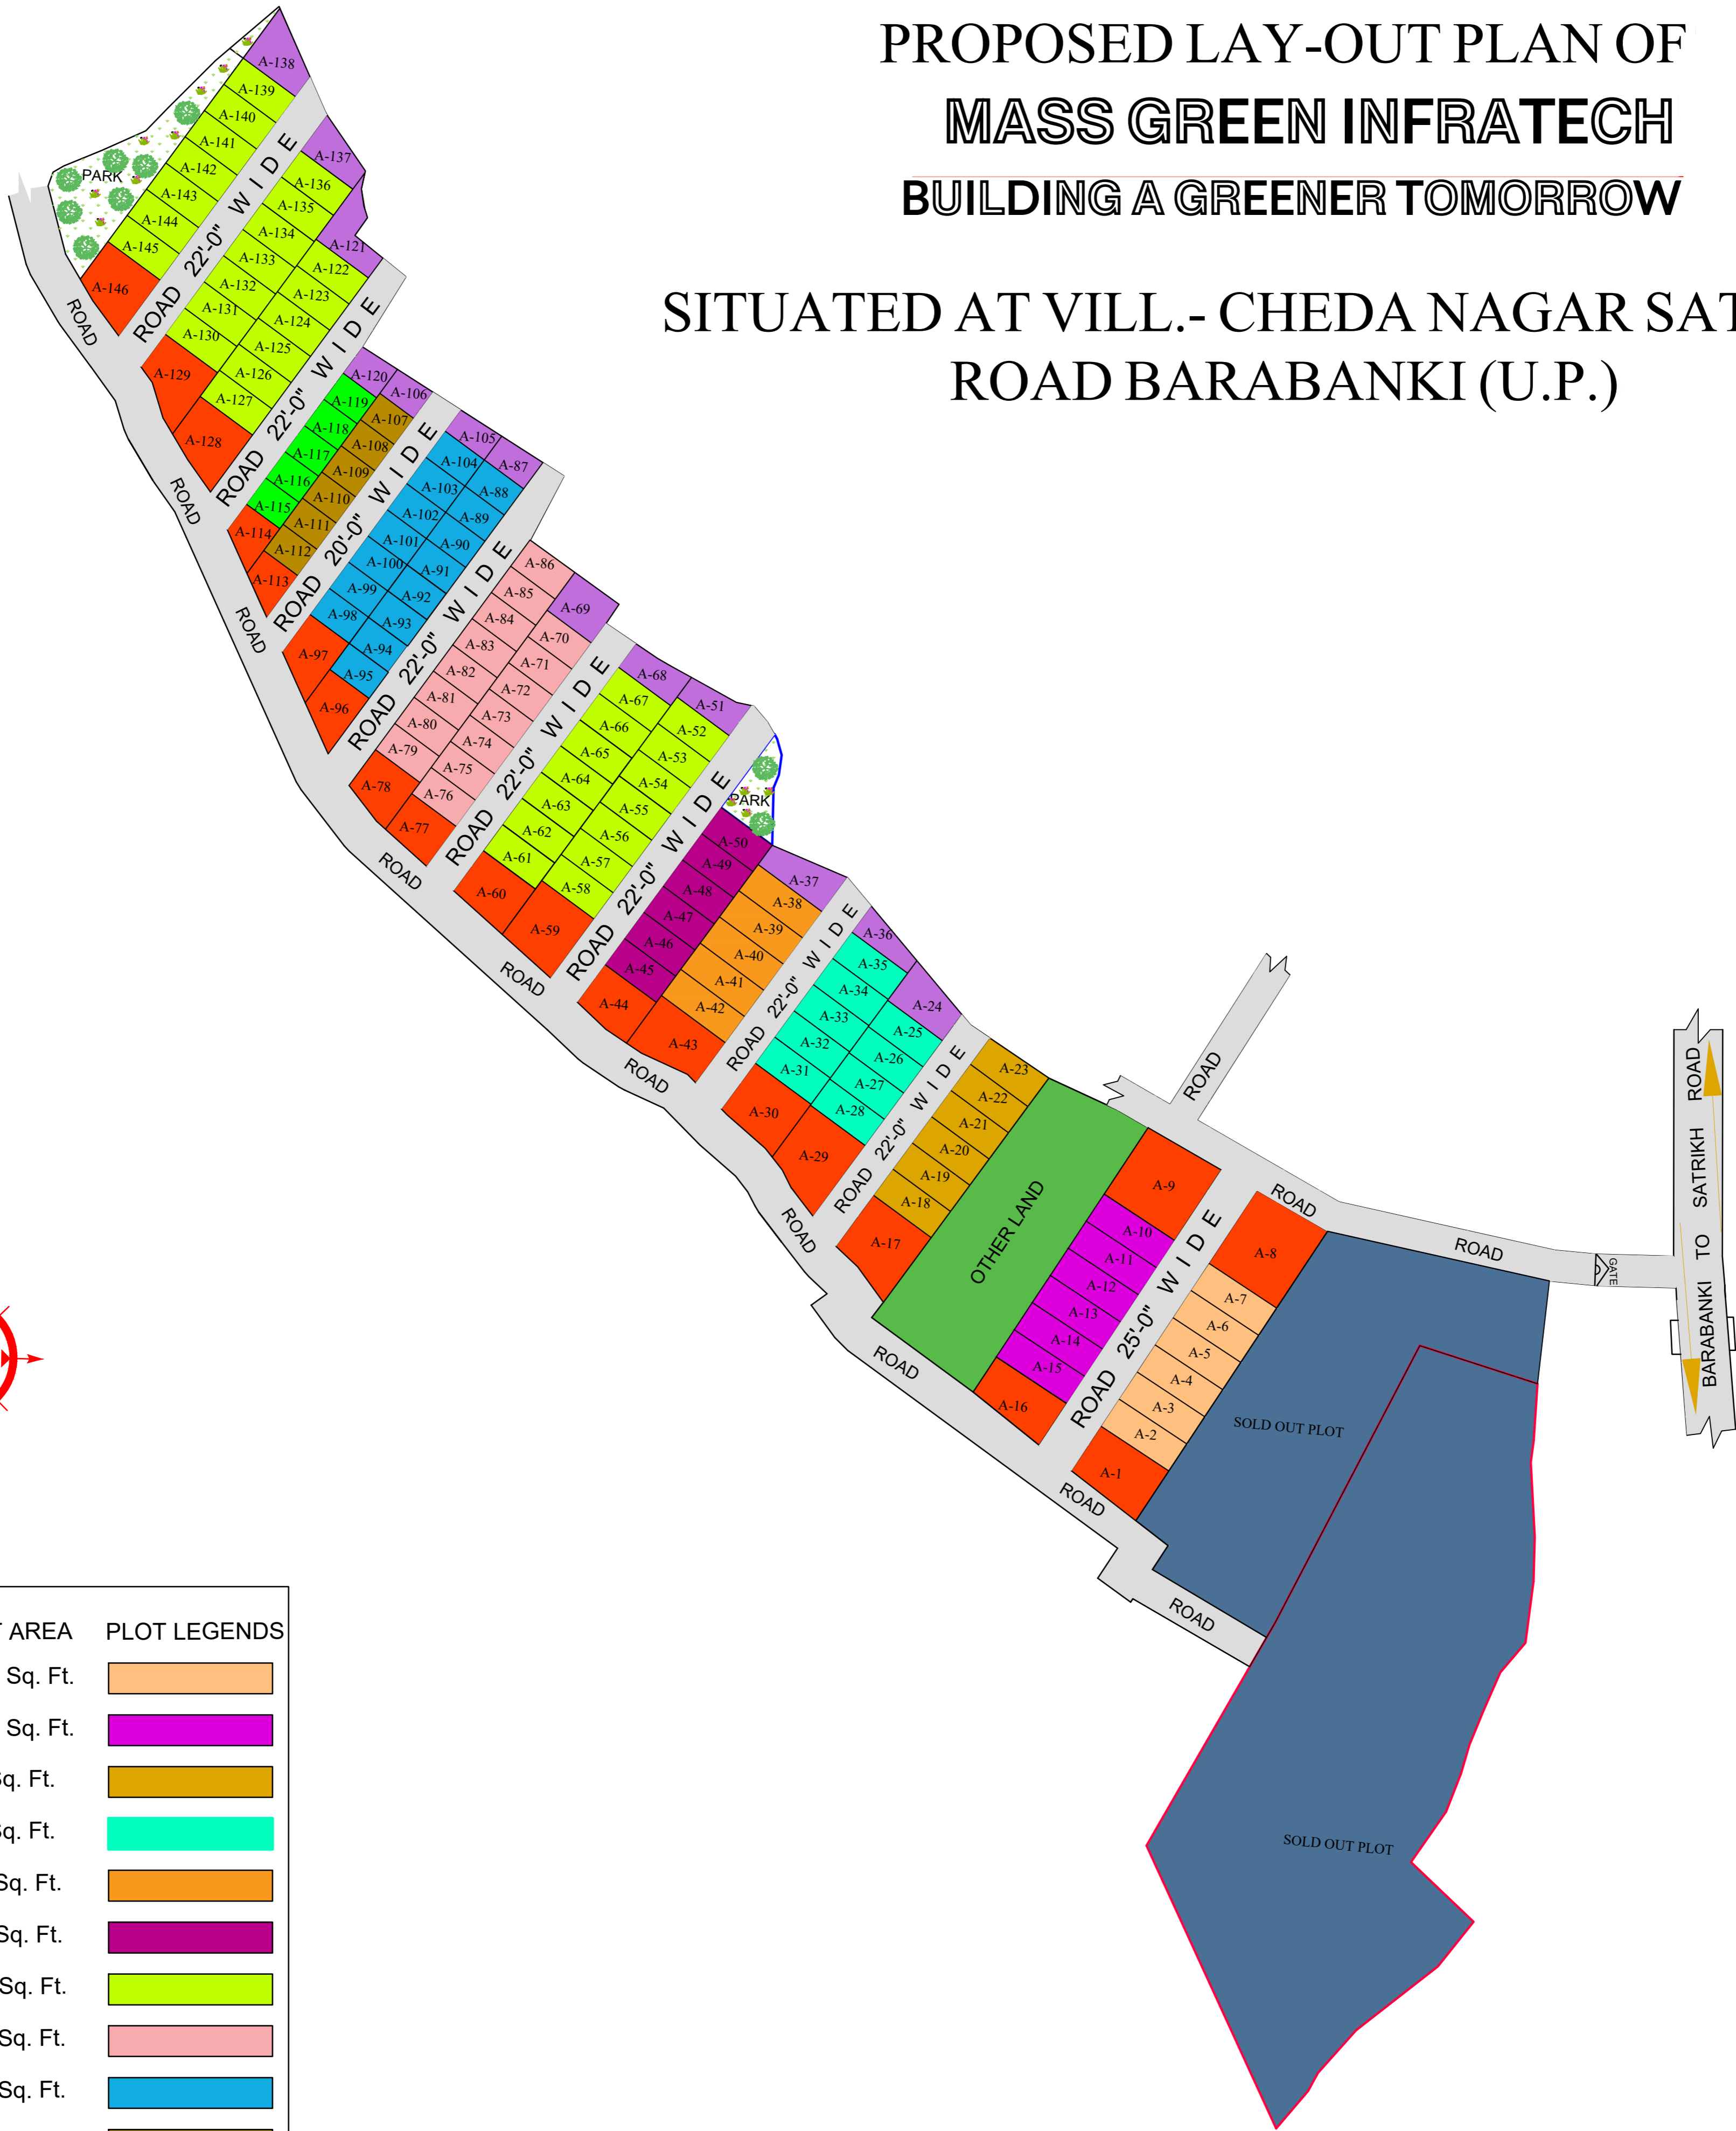 PROPOSED LAY-OUT PLAN OF
MASS GREEN INFRATECH
BUILDING A GREENER TOMORROW
SITUATED AT VILL.- CHEDA NAGAR SAT
ROAD BARABANKI (U.P.)
A-138
A-139
A-140
A-141
A-142
A-143
A-144
A-145
A-146
PARK
ROAD 22'-0" WIDE
A-137
A-136
A-135
A-134
A-133
A-132
A-131
A-130
A-129
A-121
A-122
A-123
A-124
A-125
A-126
A-127
A-128
ROAD
ROAD 22'-0" WIDE
A-120
A-119
A-118
A-117
A-116
A-115
A-114
A-106
A-107
A-108
A-109
A-110
A-111
A-112
A-113
ROAD
ROAD 20'-0" WIDE
A-105
A-104
A-103
A-102
A-101
A-100
A-99
A-98
A-97
A-87
A-88
A-89
A-90
A-91
A-92
A-93
A-94
A-95
A-96
ROAD
ROAD 22'-0" WIDE
A-86
A-85
A-84
A-83
A-82
A-81
A-80
A-79
A-78
A-69
A-70
A-71
A-72
A-73
A-74
A-75
A-76
A-77
ROAD
ROAD 22'-0" WIDE
A-68
A-67
A-66
A-65
A-64
A-63
A-62
A-61
A-60
A-51
A-52
A-53
A-54
A-55
A-56
A-57
A-58
A-59
ROAD
ROAD 22'-0" WIDE
PARK
A-50
A-49
A-48
A-47
A-46
A-45
A-44
A-37
A-38
A-39
A-40
A-41
A-42
A-43
ROAD
ROAD 22'-0" WIDE
A-36
A-35
A-34
A-33
A-32
A-31
A-30
A-24
A-25
A-26
A-27
A-28
A-29
ROAD
ROAD 22'-0" WIDE
A-23
A-22
A-21
A-20
A-19
A-18
A-17
OTHER LAND
ROAD
ROAD
A-9
A-10
A-11
A-12
A-13
A-14
A-15
A-16
ROAD 25'-0" WIDE
A-8
A-7
A-6
A-5
A-4
A-3
A-2
A-1
ROAD
ROAD
ROAD
ROAD
GATE
BARABANKI TO SATRIKH ROAD
SOLD OUT PLOT
SOLD OUT PLOT
AREA PLOT LEGENDS
Sq. Ft.
Sq. Ft.
Sq. Ft.
Sq. Ft.
Sq. Ft.
Sq. Ft.
Sq. Ft.
Sq. Ft.
Sq. Ft.